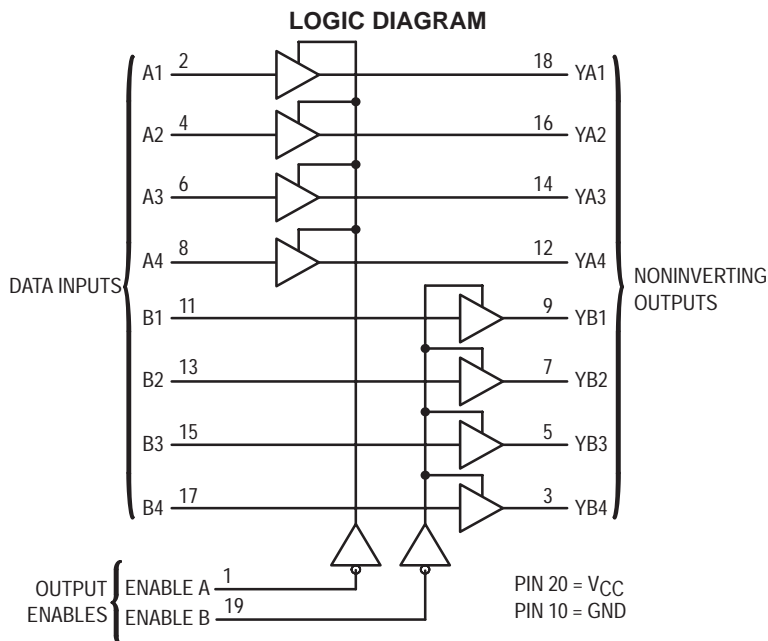 LOGIC DIAGRAM
A1 2 18 YA1
A2 4 16 YA2
A3 6 14 YA3
A4 8 12 YA4
DATA INPUTS
NONINVERTING
OUTPUTS
B1 11 9 YB1
B2 13 7 YB2
B3 15 5 YB3
B4 17 3 YB4
OUTPUT
ENABLES
ENABLE A 1
ENABLE B 19
PIN 20 = VCC
PIN 10 = GND